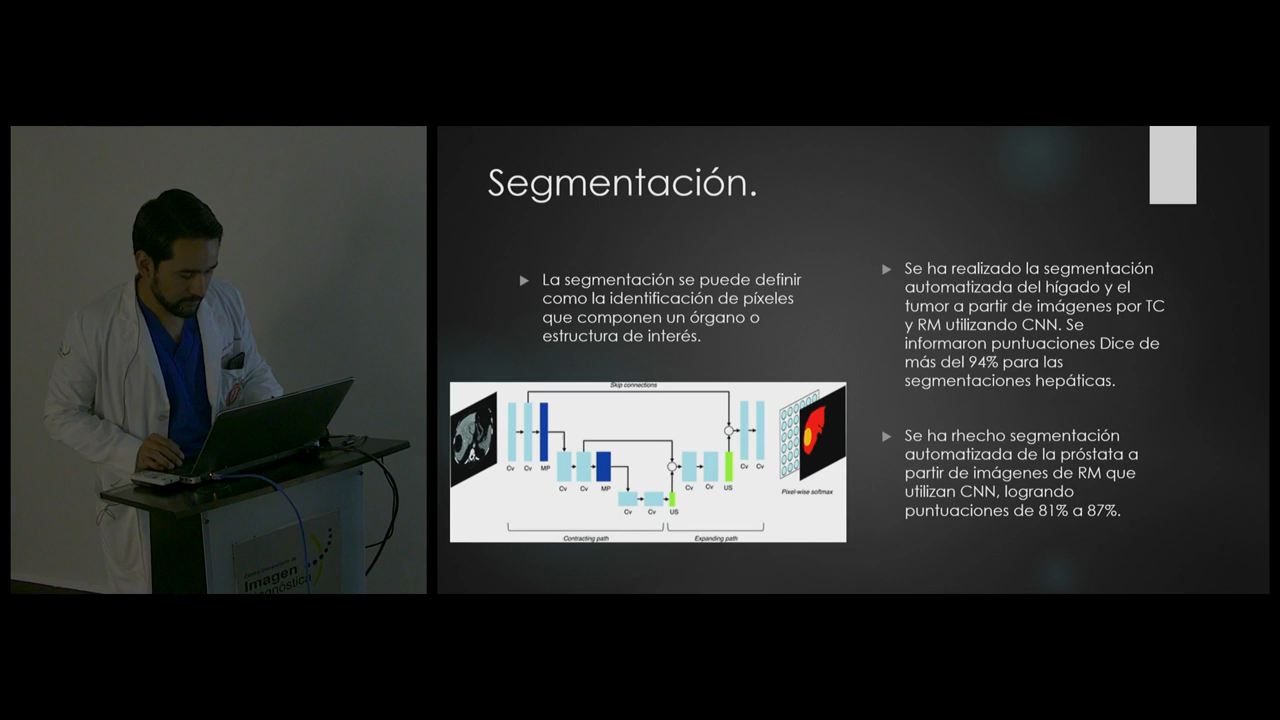 Segmentación.
La segmentación se puede definir
como la identificación de píxeles
que componen un órgano o
estructura de interés.
Skip connections
Cv Cv MP
Cv Cv MP
Cv Cv US
Cv Cv US
Cv Cv
Pixel-wise softmax
Contracting path
Expanding path
Se ha realizado la segmentación
automatizada del hígado y el
tumor a partir de imágenes por TC
y RM utilizando CNN. Se
informaron puntuaciones Dice de
más del 94% para las
segmentaciones hepáticas.
Se ha rhecho segmentación
automatizada de la próstata a
partir de imágenes de RM que
utilizan CNN, logrando
puntuaciones de 81% a 87%.
Imagen
Diagnóstica